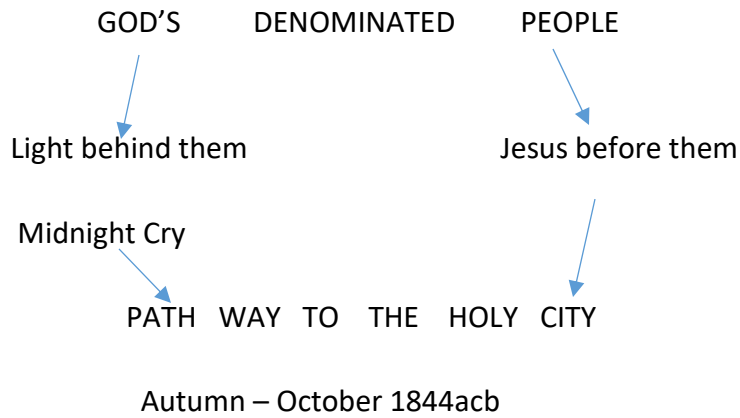 GOD'S DENOMINATED PEOPLE
Light behind them Jesus before them
Midnight Cry
PATH WAY TO THE HOLY CITY
Autumn – October 1844acb